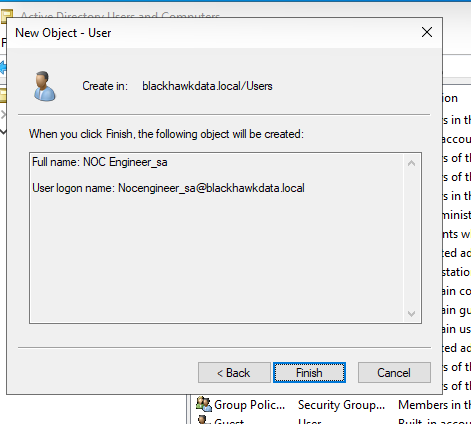 Active Directory Users and Computers
New Object - User
Create in: blackhawkdata.local/Users
When you click Finish, the following object will be created:
Full name: NOC Engineer_sa
User logon name: Nocengineer_sa@blackhawkdata.local
< Back
Finish
Cancel
Group Polic... Security Group... Members in th
Guest User Built-in accou